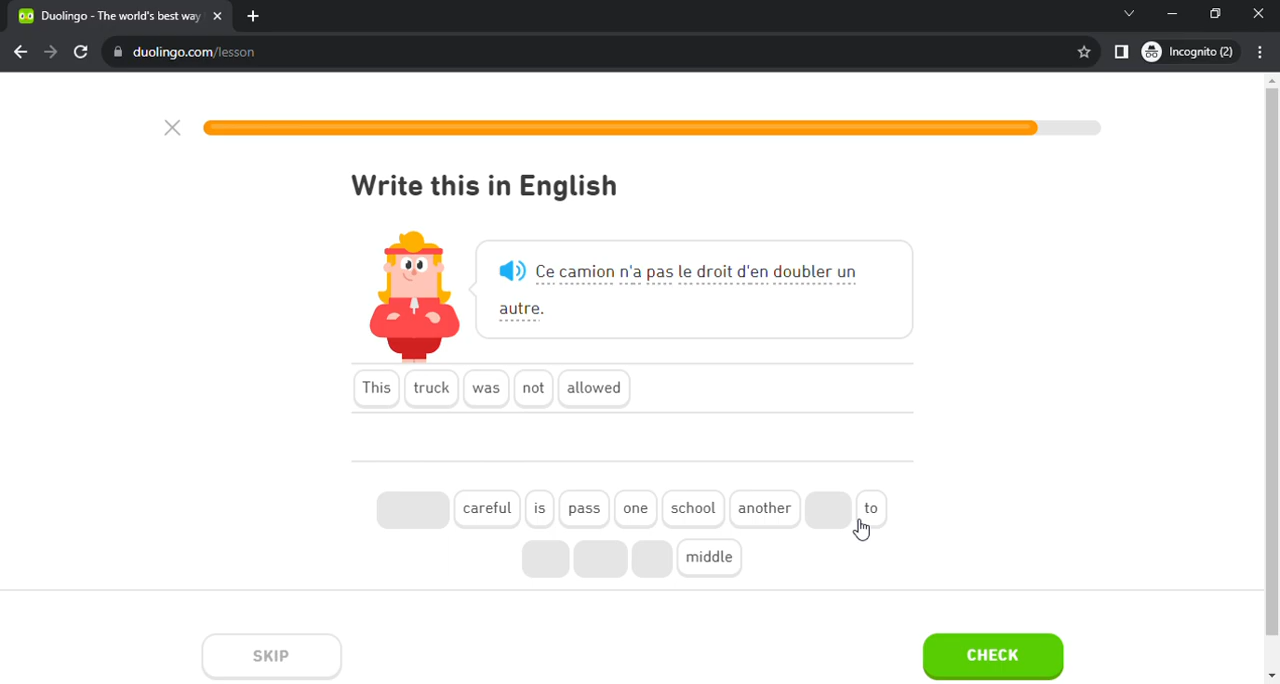 Duolingo - The world's best way
duolingo.com/lesson
Incognito (2)
Write this in English
Ce camion n'a pas le droit d'en doubler un
autre.
This truck was not allowed
careful is pass one school another to
middle
SKIP
CHECK